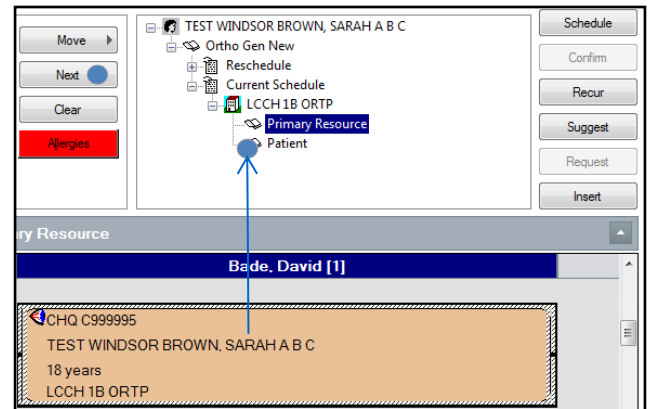 Move
Next
Clear
Allergies
TEST WINDSOR BROWN, SARAH A B C
Ortho Gen New
Reschedule
Current Schedule
LCCH 1B ORTP
Primary Resource
Patient
Schedule
Confirm
Recur
Suggest
Request
Insert
ry Resource
Bade, David [1]
CHQ C999995
TEST WINDSOR BROWN, SARAH A B C
18 years
LCCH 1B ORTP